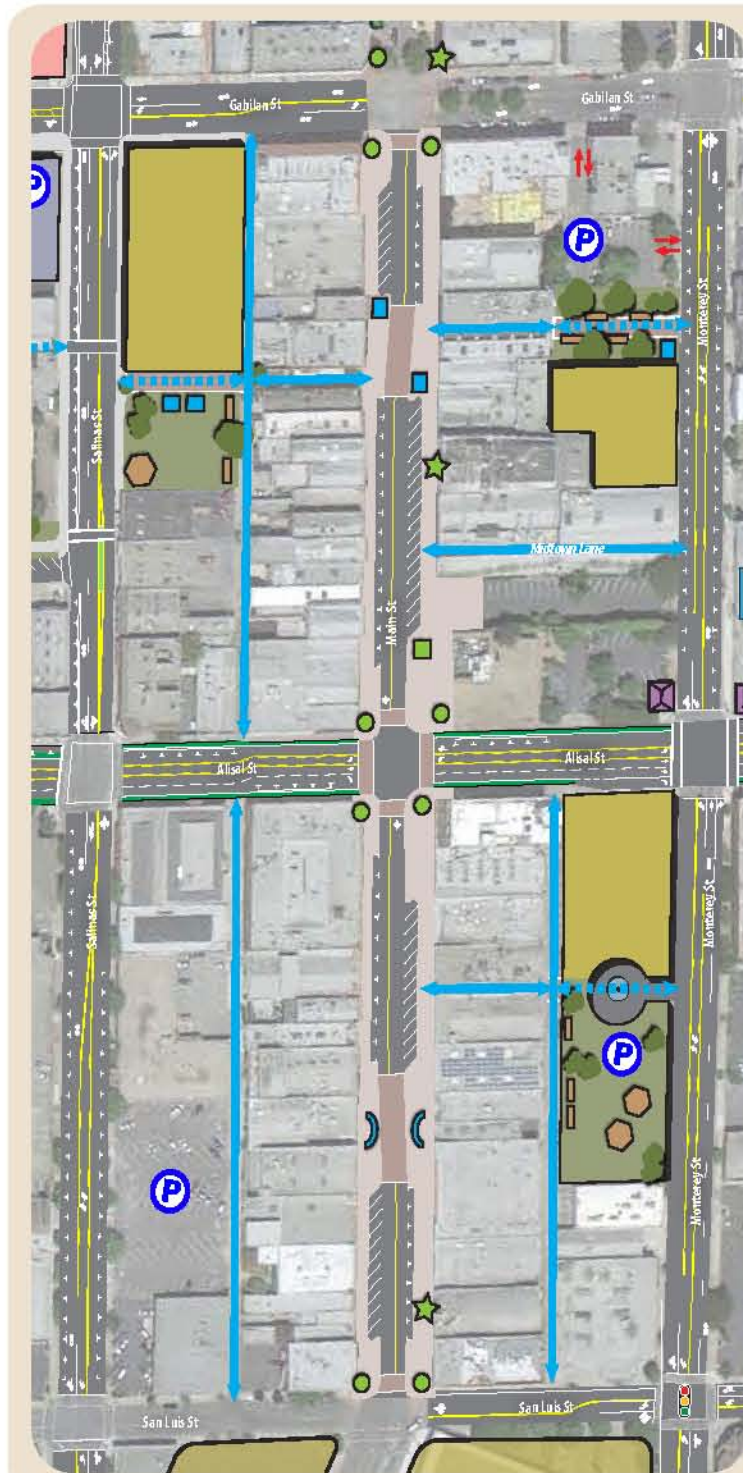 Gabilan St
Gabilan St
P
P
Monterey St
Salinas St
Midtown Lane
Main St
Alisal St
Alisal St
Salinas St
Monterey St
P
Monterey St
P
San Luis St
San Luis St